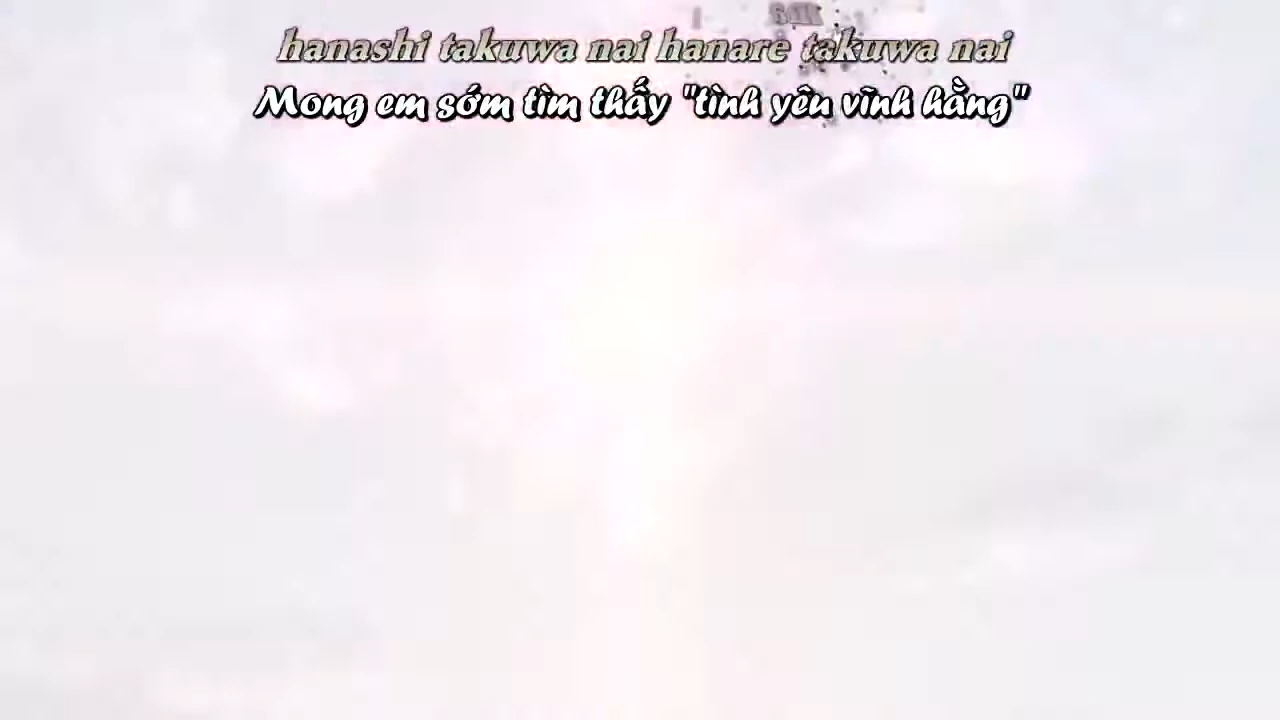 hanashi takuwa nai hanare takuwa nai
Mong em sớm tìm thấy "tình yêu vĩnh hằng"